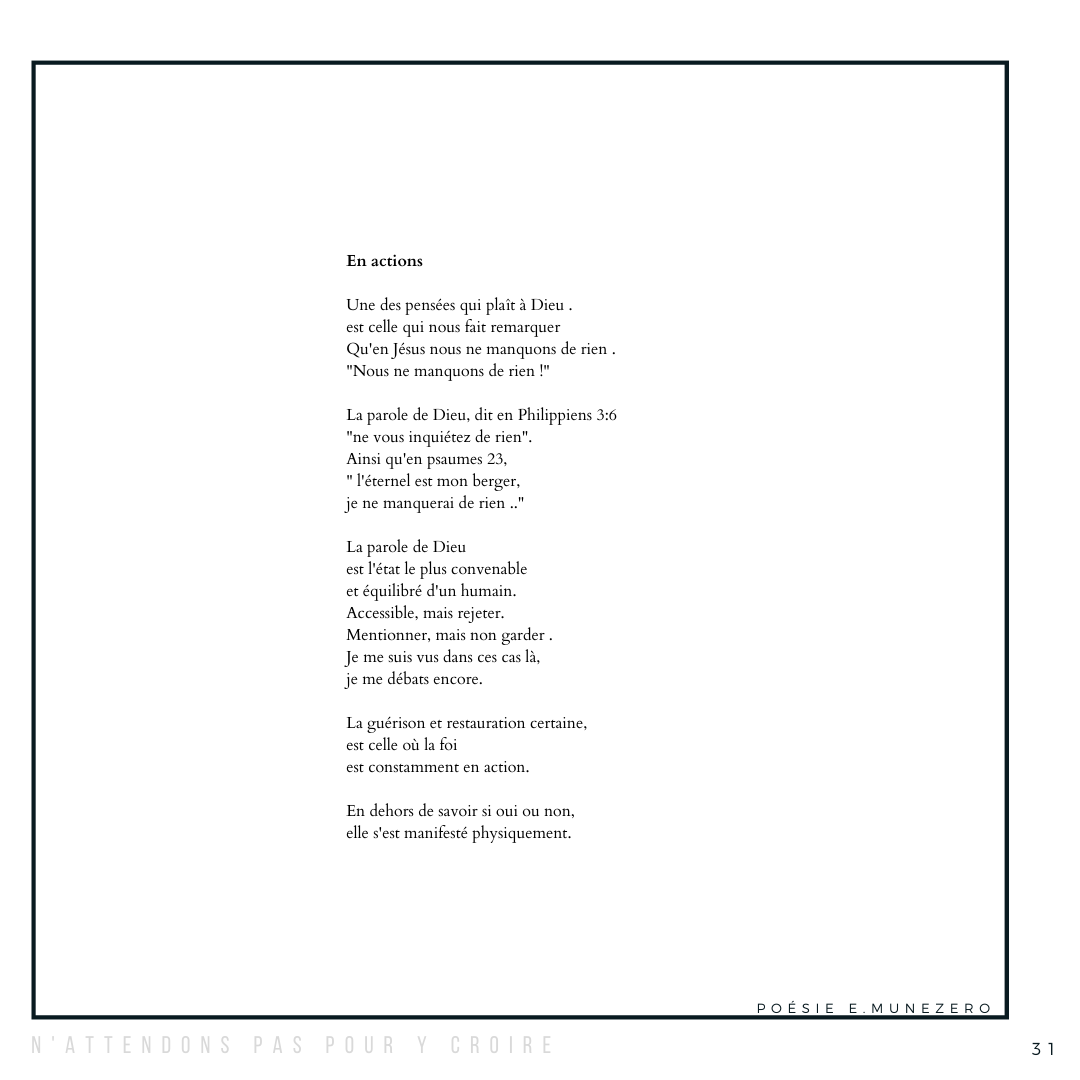 En actions
Une des pensées qui plaît à Dieu .
est celle qui nous fait remarquer
Qu'en Jésus nous ne manquons de rien .
"Nous ne manquons de rien !"
La parole de Dieu, dit en Philippiens 3:6
"ne vous inquiétez de rien".
Ainsi qu'en psaumes 23,
" l'éternel est mon berger,
je ne manquerai de rien .."
La parole de Dieu
est l'état le plus convenable
et équilibré d'un humain.
Accessible, mais rejeter.
Mentionner, mais non garder .
Je me suis vus dans ces cas là,
je me débats encore.
La guérison et restauration certaine,
est celle où la foi
est constamment en action.
En dehors de savoir si oui ou non,
elle s'est manifesté physiquement.
POÉSIE E.MUNEZERO
N'ATTENDONS PAS POUR Y CROIRE
31